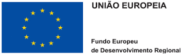 UNIÃO EUROPEIA
Fundo Europeu
de Desenvolvimento Regional